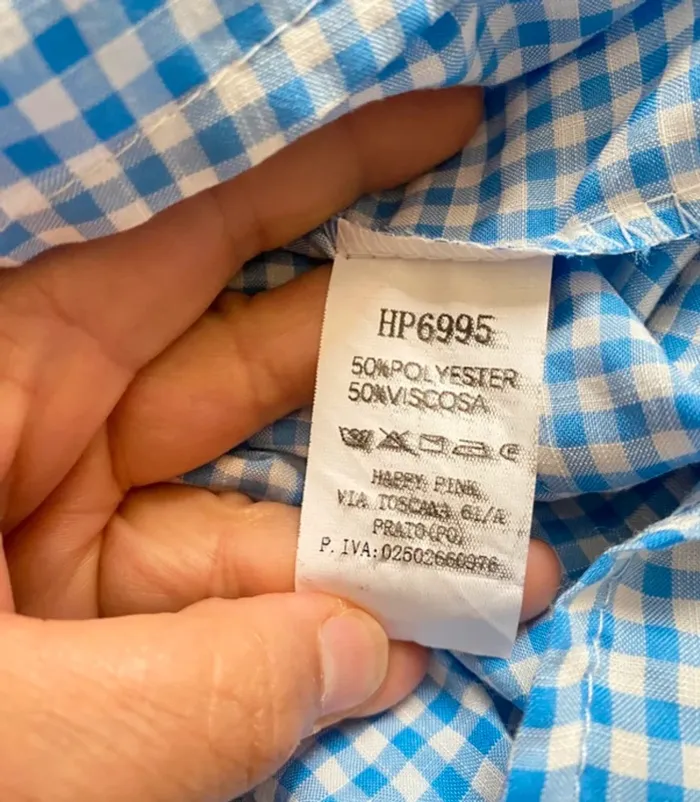 HP6995
50%POLYESTER
50%VISCOSA
HAPPY PINK
VIA TOSCANA 61/A
PRATO(PO)
P. IVA:02502660976